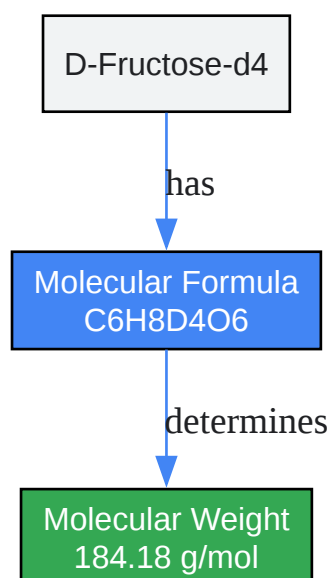 D-Fructose-d4
has
Molecular Formula
C6H8D4O6
determines
Molecular Weight
184.18 g/mol